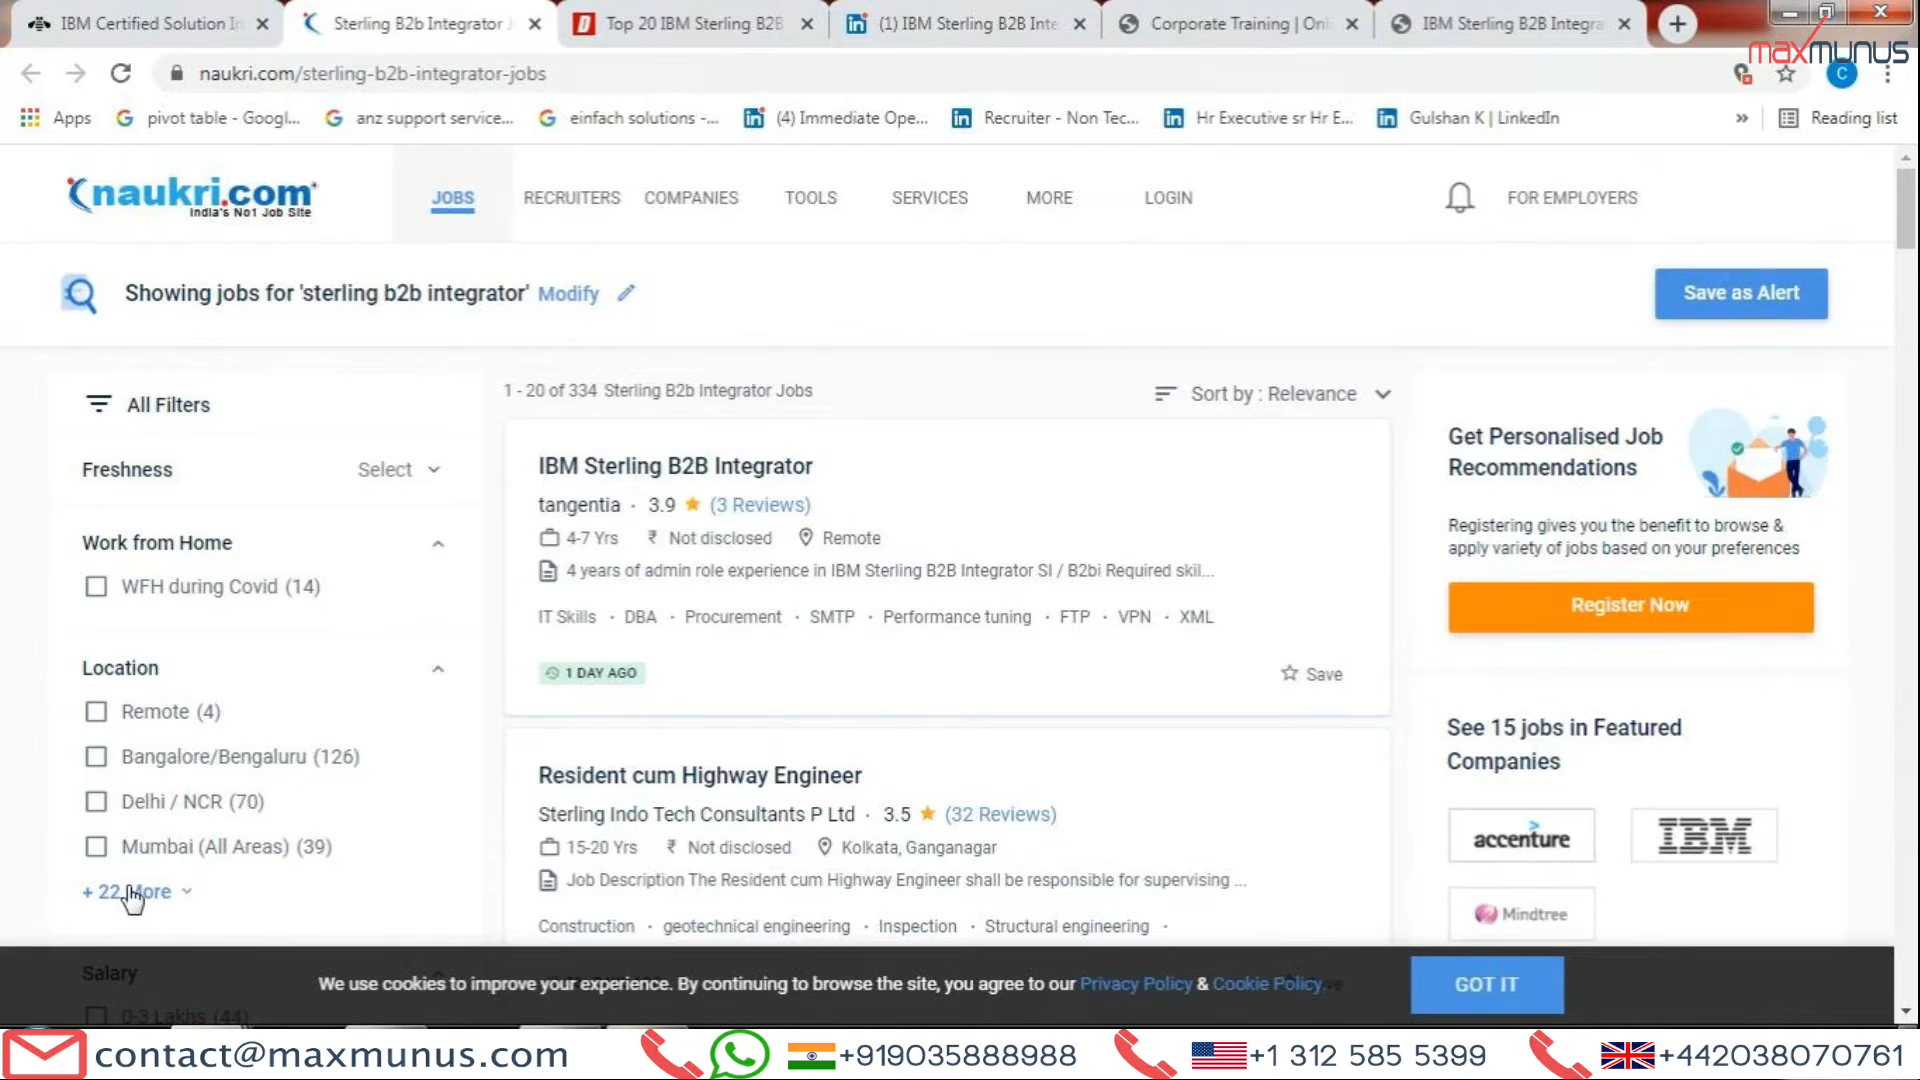 IBM Certified Solution In
Sterling B2b Integrator J
Top 20 IBM Sterling B2B
(1) IBM Sterling B2B Inte
Corporate Training | Onl
IBM Sterling B2B Integra
maxmunus
naukri.com/sterling-b2b-integrator-jobs
C
Apps
pivot table - Googl...
anz support service...
einfach solutions -...
(4) Immediate Ope...
Recruiter - Non Tec...
Hr Executive sr Hr E...
Gulshan K | LinkedIn
»
Reading list
naukri.com
India's No1 Job Site
JOBS
RECRUITERS
COMPANIES
TOOLS
SERVICES
MORE
LOGIN
FOR EMPLOYERS
Showing jobs for 'sterling b2b integrator' Modify
Save as Alert
All Filters
Freshness
Select
Work from Home
WFH during Covid (14)
Location
Remote (4)
Bangalore/Bengaluru (126)
Delhi / NCR (70)
Mumbai (All Areas) (39)
+ 22 More
Salary
0-3 Lakhs (44)
1 - 20 of 334 Sterling B2b Integrator Jobs
Sort by : Relevance
IBM Sterling B2B Integrator
tangentia · 3.9 (3 Reviews)
4-7 Yrs ₹ Not disclosed Remote
4 years of admin role experience in IBM Sterling B2B Integrator SI / B2bi Required skil...
IT Skills · DBA · Procurement · SMTP · Performance tuning · FTP · VPN · XML
1 DAY AGO
Save
Resident cum Highway Engineer
Sterling Indo Tech Consultants P Ltd · 3.5 (32 Reviews)
15-20 Yrs ₹ Not disclosed Kolkata, Ganganagar
Job Description The Resident cum Highway Engineer shall be responsible for supervising ...
Construction · geotechnical engineering · Inspection · Structural engineering ·
Get Personalised Job
Recommendations
Registering gives you the benefit to browse &
apply variety of jobs based on your preferences
Register Now
See 15 jobs in Featured
Companies
accenture
IBM
Mindtree
We use cookies to improve your experience. By continuing to browse the site, you agree to our Privacy Policy & Cookie Policy.
GOT IT
contact@maxmunus.com
+919035888988
+1 312 585 5399
+442038070761